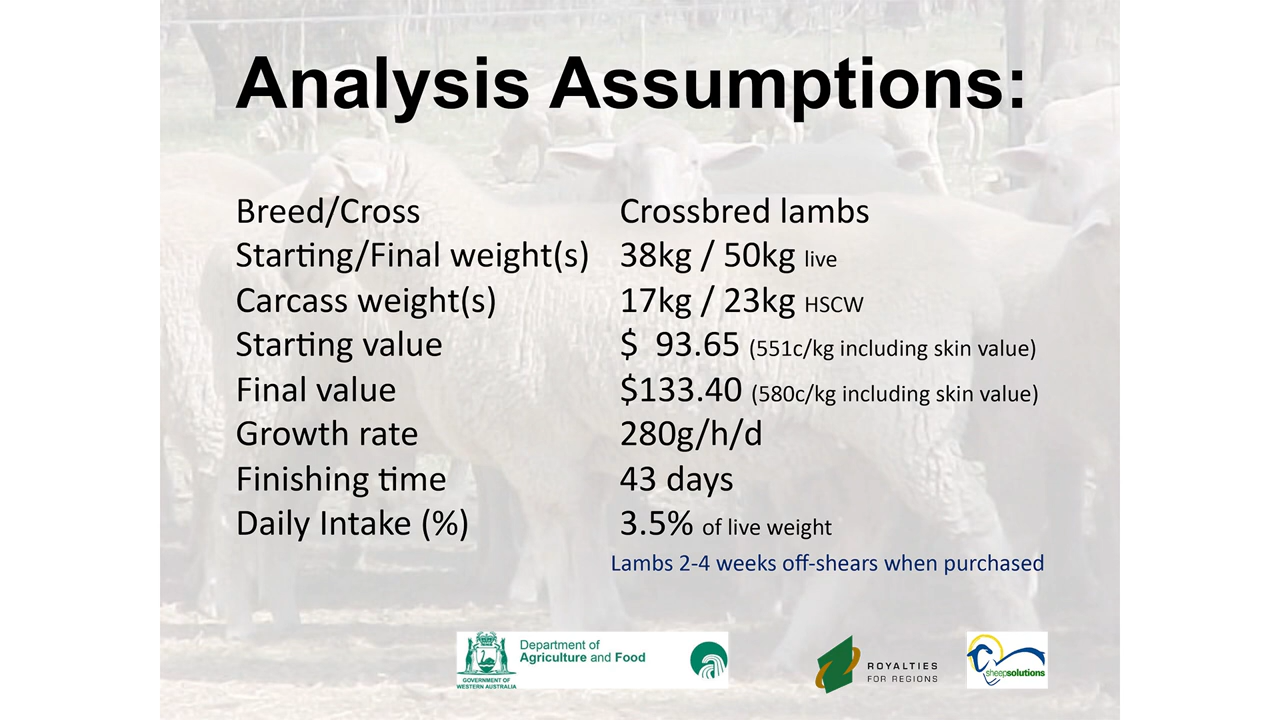 Analysis Assumptions:
Breed/Cross Crossbred lambs
Starting/Final weight(s) 38kg / 50kg live
Carcass weight(s) 17kg / 23kg HSCW
Starting value $ 93.65 (551c/kg including skin value)
Final value $133.40 (580c/kg including skin value)
Growth rate 280g/h/d
Finishing time 43 days
Daily Intake (%) 3.5% of live weight
Lambs 2-4 weeks off-shears when purchased
Department of
Agriculture and Food
GOVERNMENT OF
WESTERN AUSTRALIA
ROYALTIES
FOR REGIONS
sheepsolutions